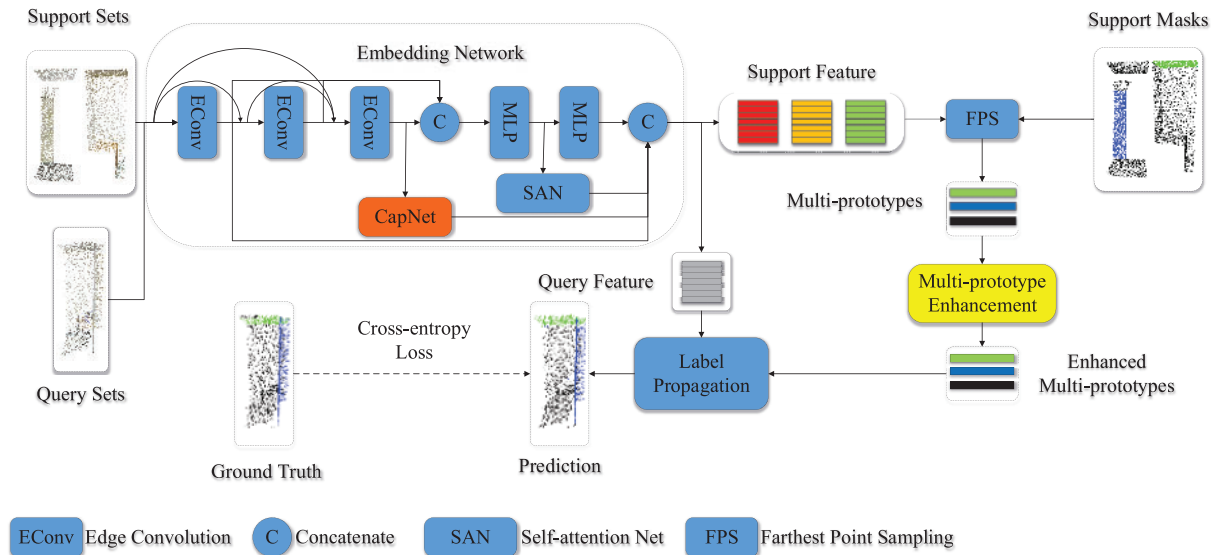 Support Sets
Embedding Network
Support Masks
Support Feature
EConv
EConv
EConv
C
MLP
MLP
C
FPS
SAN
CapNet
Multi-prototypes
Query Feature
Multi-prototype
Enhancement
Cross-entropy
Loss
Label
Propagation
Enhanced
Multi-prototypes
Query Sets
Ground Truth
Prediction
EConv Edge Convolution
C Concatenate
SAN Self-attention Net
FPS Farthest Point Sampling